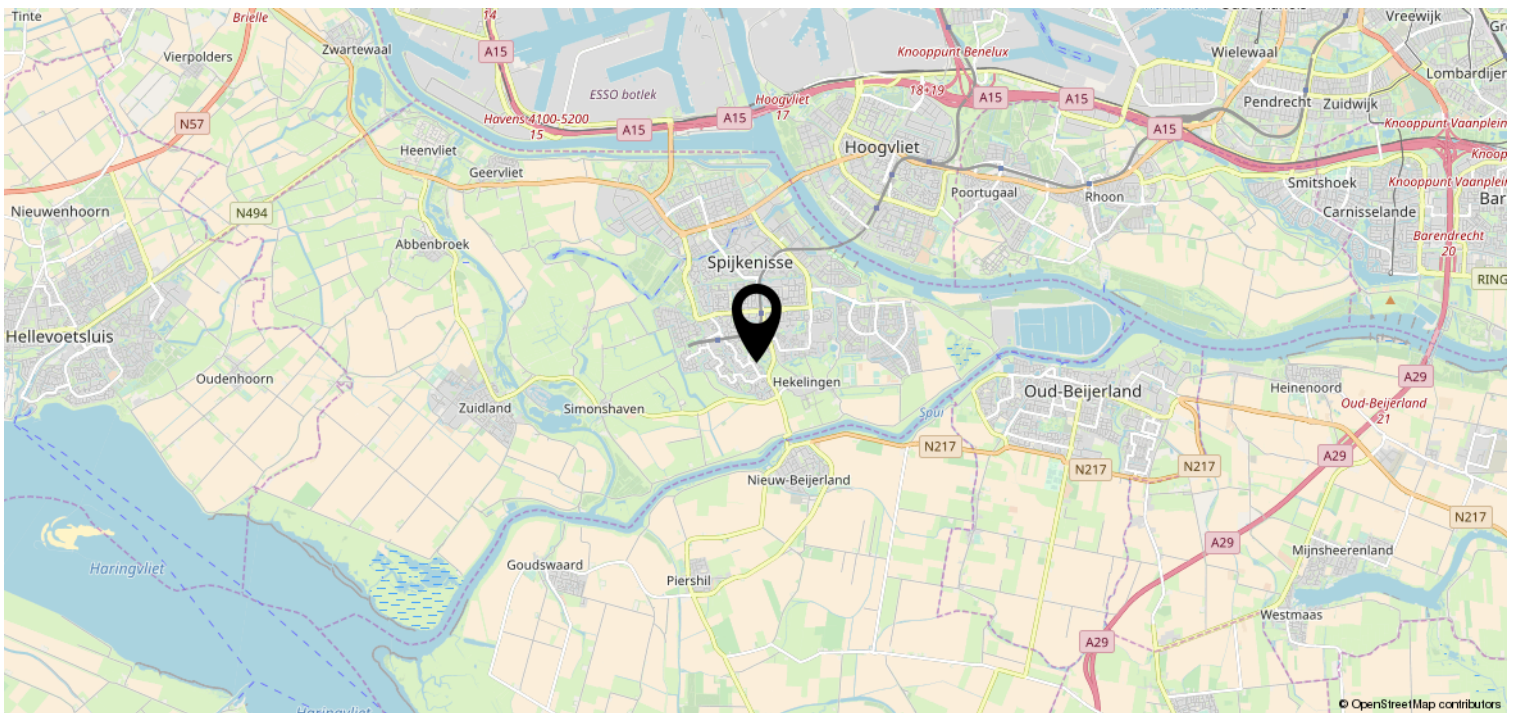 Tinte
Brielle
14
Vreewijk
Vierpolders
Zwartewaal
A15
Knooppunt Benelux
Wielewaal
Lombardijen
ESSO botlek
Hoogvliet
17
18+19
A15
A15
Pendrecht
Zuidwijk
N57
Havens 4100-5200
15
A15
A15
A15
Knooppunt Vaanplein
Heenvliet
Hoogvliet
Geervliet
Poortugaal
Rhoon
Smitshoek
Knooppunt Vaanplein
Nieuwenhoorn
N494
Carnisselande
Bar
Abbenbroek
Barendrecht
20
Spijkenisse
RING
Hellevoetsluis
Oudenhoorn
Hekelingen
Oud-Beijerland
Heinenoord
A29
Zuidland
Simonshaven
Spui
Oud-Beijerland
21
N217
A29
N217
N217
Nieuw-Beijerland
N217
A29
Mijnsheerenland
Haringvliet
Goudswaard
Piershil
Westmaas
A29
Haringvliet
© OpenStreetMap contributors